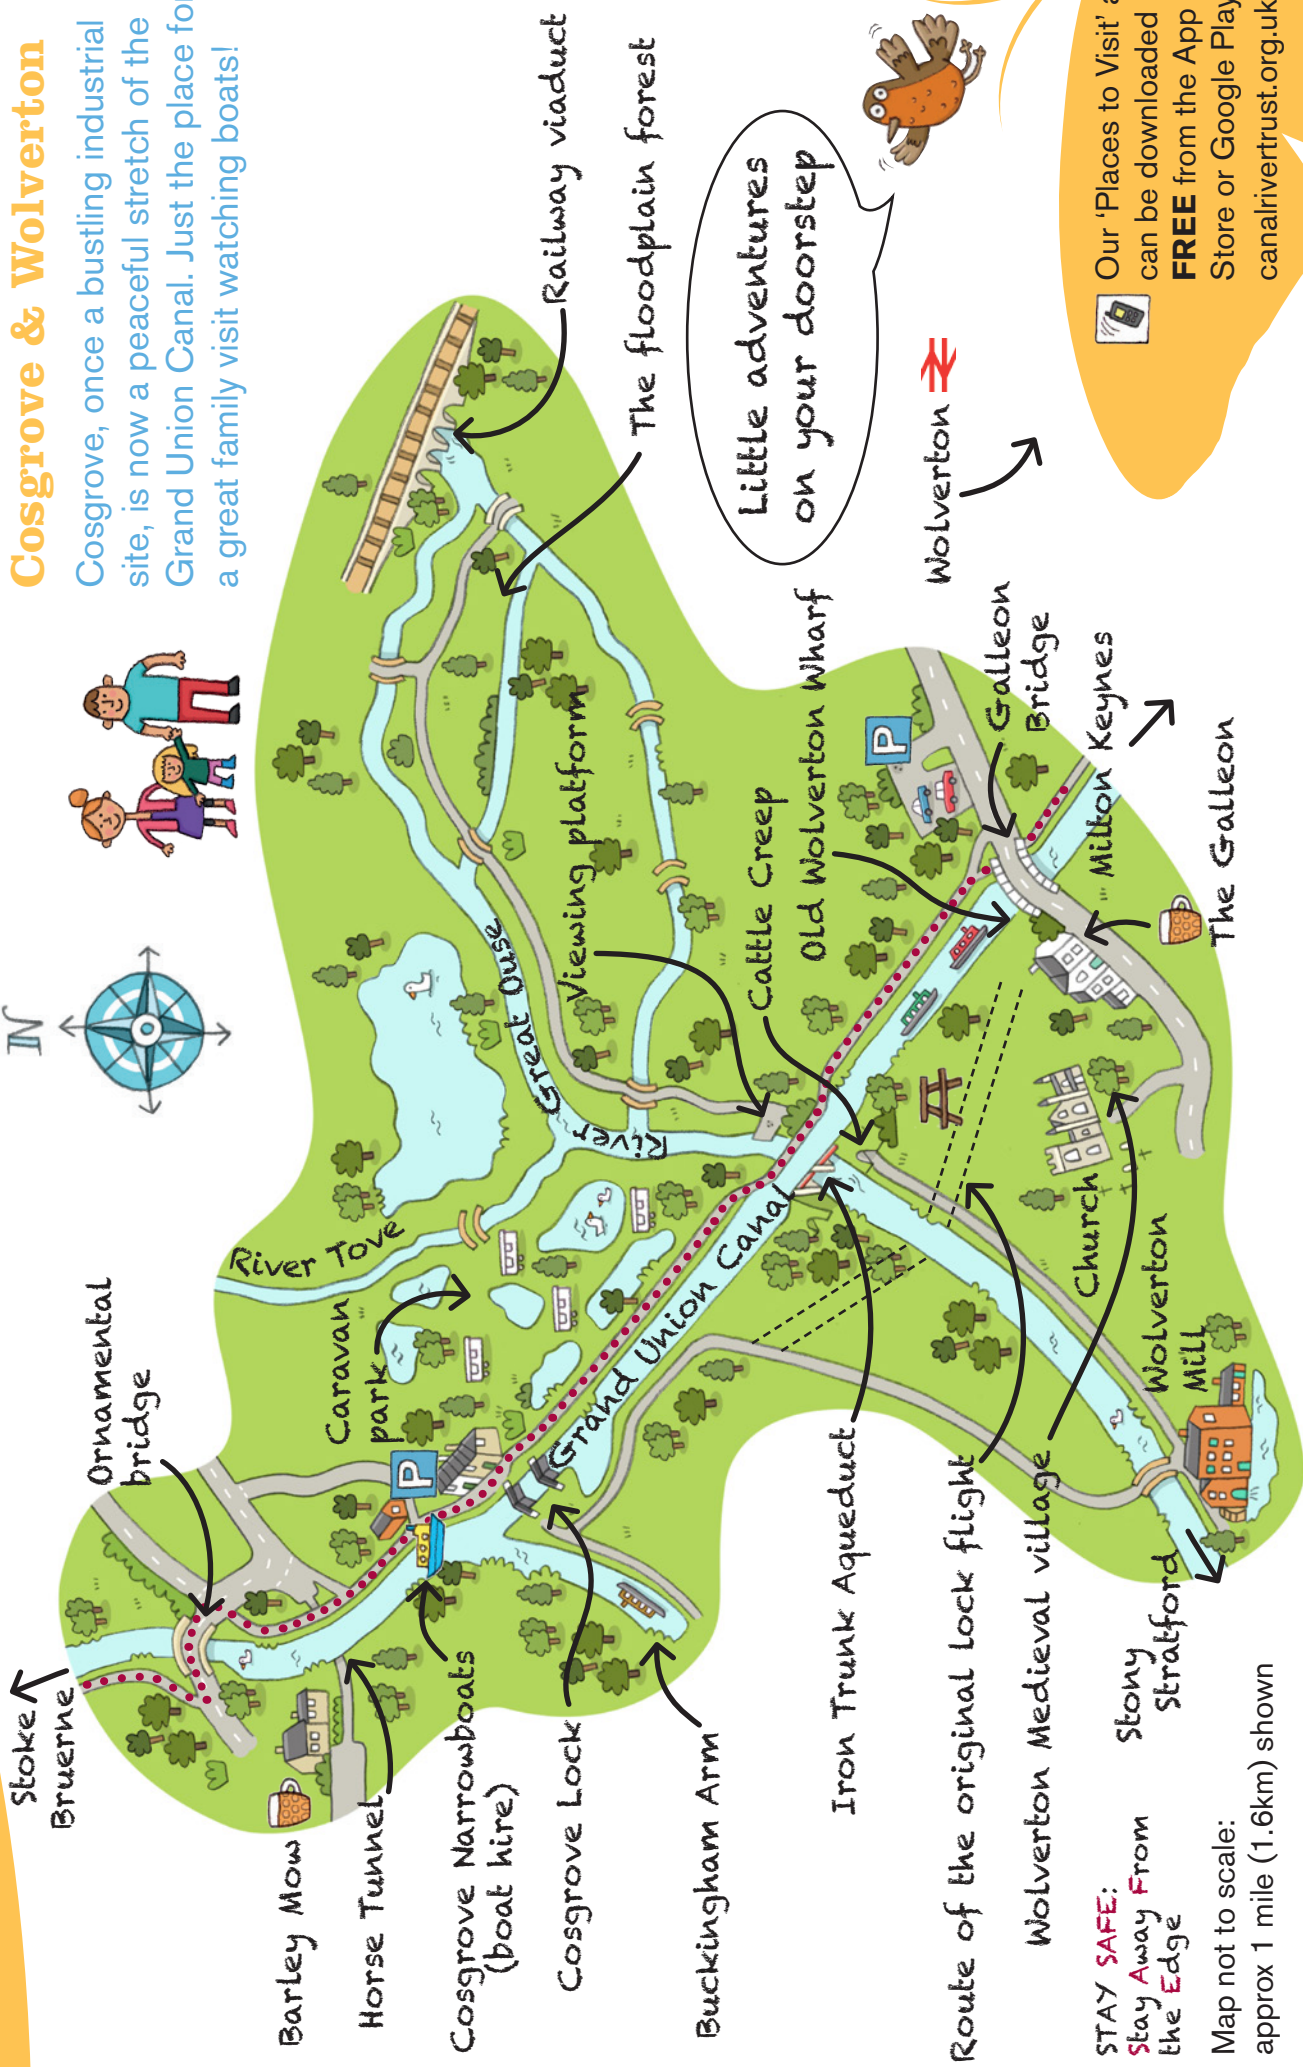 Cosgrove & Wolverton
Cosgrove, once a bustling industrial
site, is now a peaceful stretch of the
Grand Union Canal. Just the place for
a great family visit watching boats!
N
Stoke
Bruerne
Ornamental
bridge
Barley Mow
Horse Tunnel
Cosgrove Narrowboats
(boat hire)
Cosgrove Lock
Buckingham Arm
River Tove
Caravan
park
P
Grand Union Canal
River Great Ouse
Viewing platform
Cattle Creep
Old Wolverton Wharf
Railway viaduct
The floodplain forest
Little adventures
on your doorstep
Wolverton
P
Galleon
Bridge
Milton Keynes
The Galleon
Iron Trunk Aqueduct
Route of the original lock flight
Wolverton Medieval village
Church
Wolverton
Mill
Stony
Stratford
STAY SAFE:
Stay Away From
the Edge
Map not to scale:
approx 1 mile (1.6km) shown
Our ‘Places to Visit’
can be downloaded
FREE from the App
Store or Google Play
canalrivertrust.org.uk